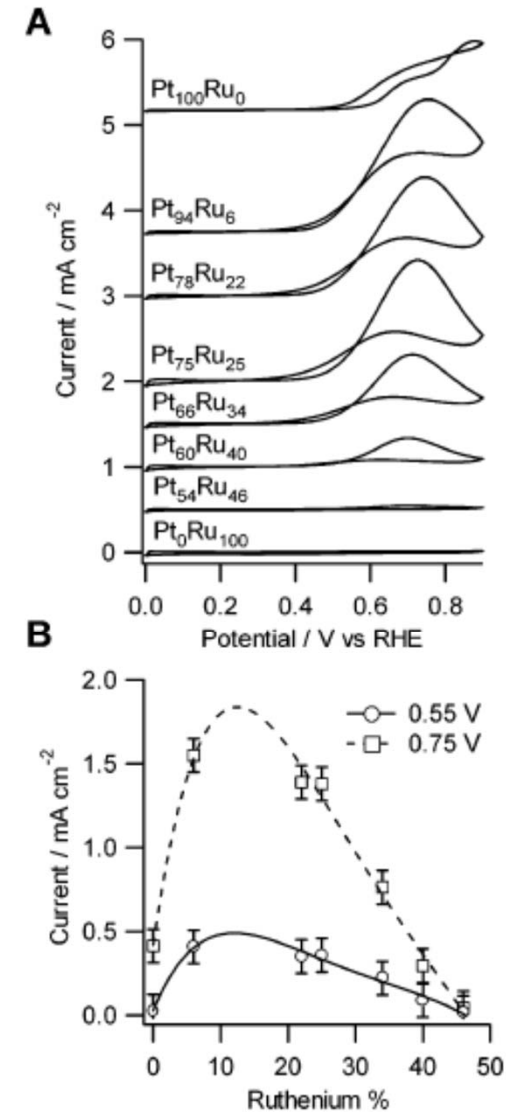 A
6
Pt₁₀₀Ru₀
5
Pt₉₄Ru₆
4
Pt₇₈Ru₂₂
3
Pt₇₅Ru₂₅
2
Pt₆₆Ru₃₄
Pt₆₀Ru₄₀
1
Pt₅₄Ru₄₆
Pt₀Ru₁₀₀
0
Current / mA cm⁻²
0.0 0.2 0.4 0.6 0.8
Potential / V vs RHE
B
2.0
0.55 V
0.75 V
1.5
1.0
0.5
0.0
Current / mA cm⁻²
0 10 20 30 40 50
Ruthenium %